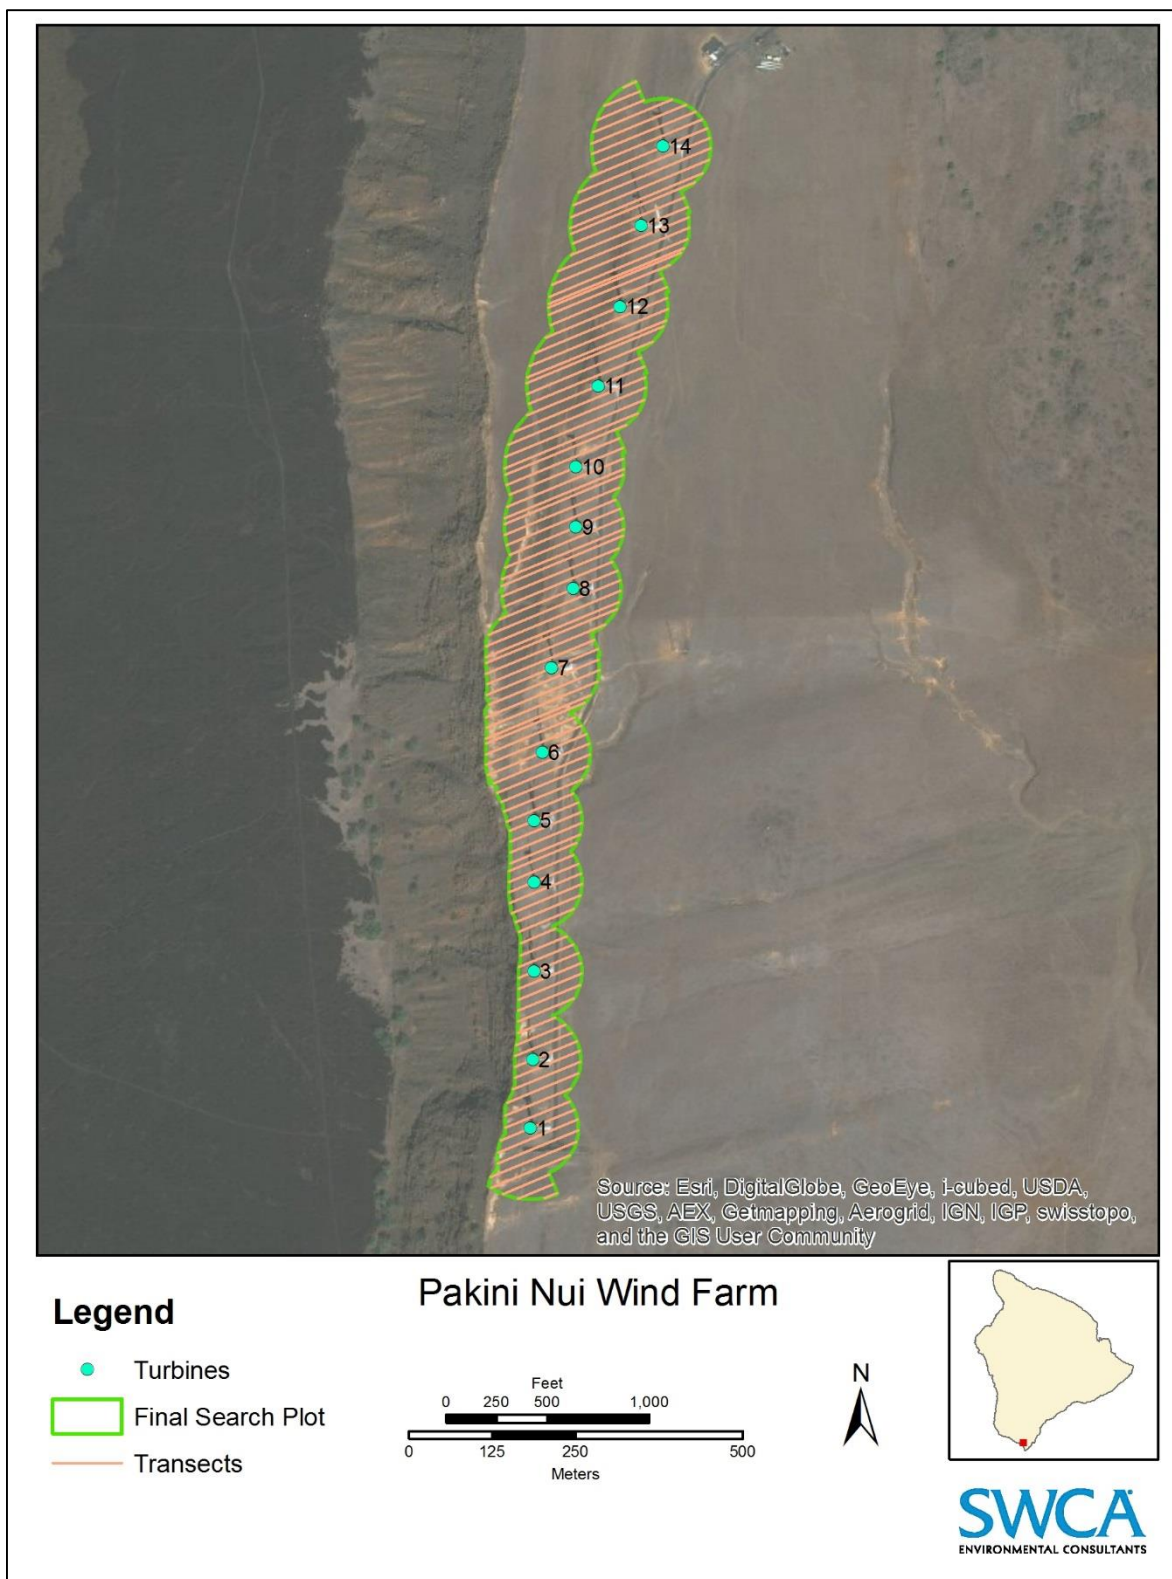 14
13
12
11
10
9
8
7
6
5
4
3
2
1
Source: Esri, DigitalGlobe, GeoEye, i-cubed, USDA,
USGS, AEX, Getmapping, Aerogrid, IGN, IGP, swisstopo,
and the GIS User Community
Pakini Nui Wind Farm
Legend
Turbines
Final Search Plot
Transects
Feet
0 250 500 1,000
0 125 250 500
Meters
N
SWCA
ENVIRONMENTAL CONSULTANTS